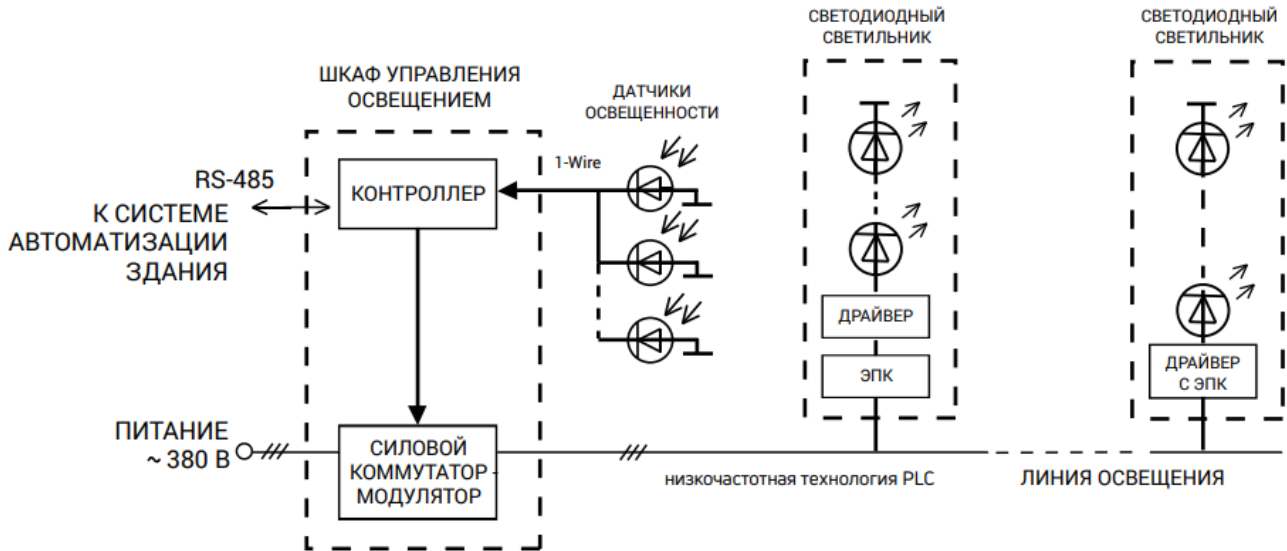 СВЕТОДИОДНЫЙ
СВЕТИЛЬНИК
СВЕТОДИОДНЫЙ
СВЕТИЛЬНИК
ШКАФ УПРАВЛЕНИЯ
ОСВЕЩЕНИЕМ
ДАТЧИКИ
ОСВЕЩЕННОСТИ
1-Wire
RS-485
КОНТРОЛЛЕР
К СИСТЕМЕ
АВТОМАТИЗАЦИИ
ЗДАНИЯ
ДРАЙВЕР
ЭПК
ДРАЙВЕР
С ЭПК
ПИТАНИЕ
~ 380 В
СИЛОВОЙ
КОММУТАТОР -
МОДУЛЯТОР
низкочастотная технология PLC
ЛИНИЯ ОСВЕЩЕНИЯ